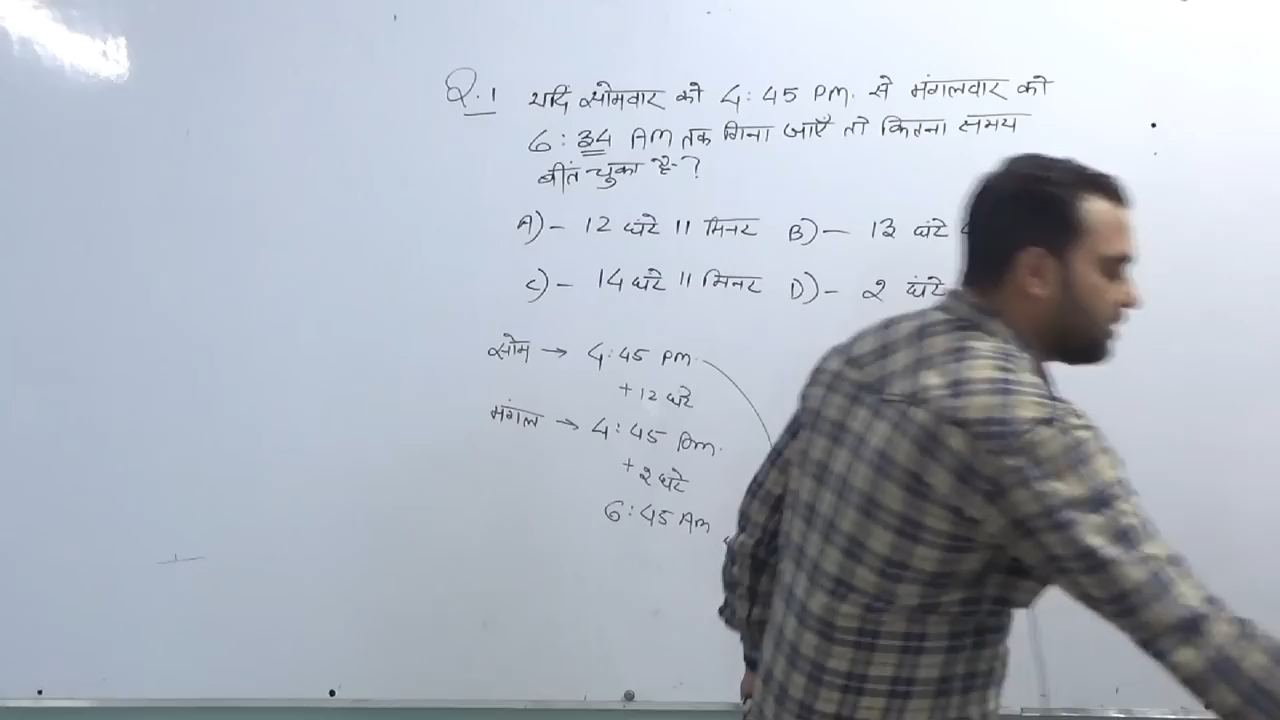 Q.1 यदि सोमवार को 4:45 PM. से मंगलवार को
6:34 AM तक गिना जाएँ तो कितना समय
बीत चुका है-?
A)- 12 घंटे 11 मिनट B)- 13 घंटे
C)- 14 घंटे 11 मिनट D)- 2 घंटे
सोम → 4:45 PM.
+12 घंटे
मंगल → 4:45 Am.
+2 घंटे
6:45 Am